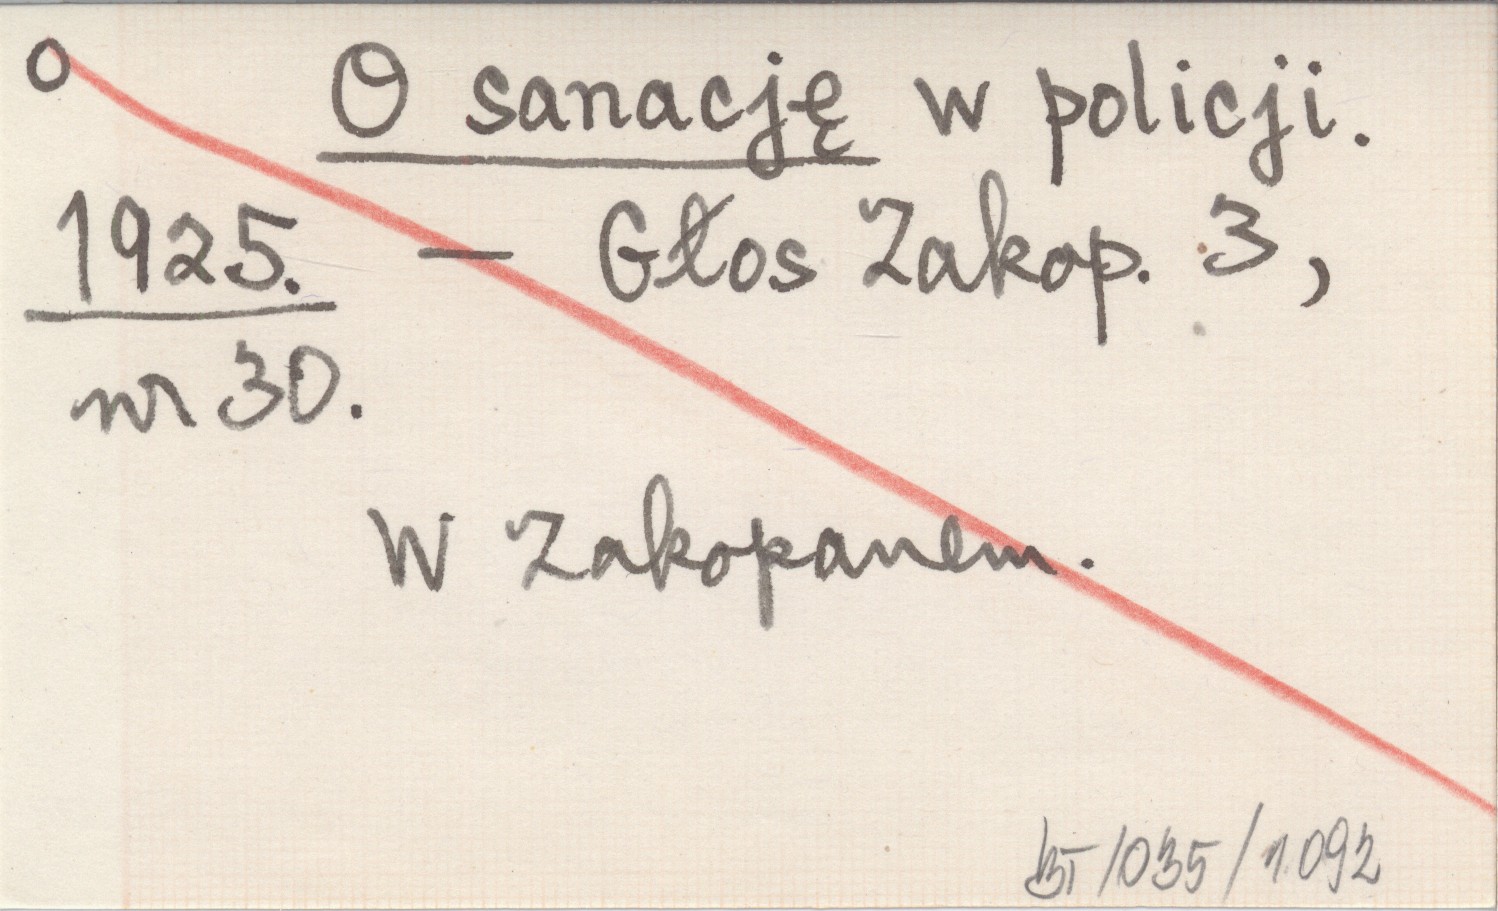 O O sanację w policji.
1925. — Głos Zakop. 3,
nr 30.
W Zakopanem.
BT/035/1092